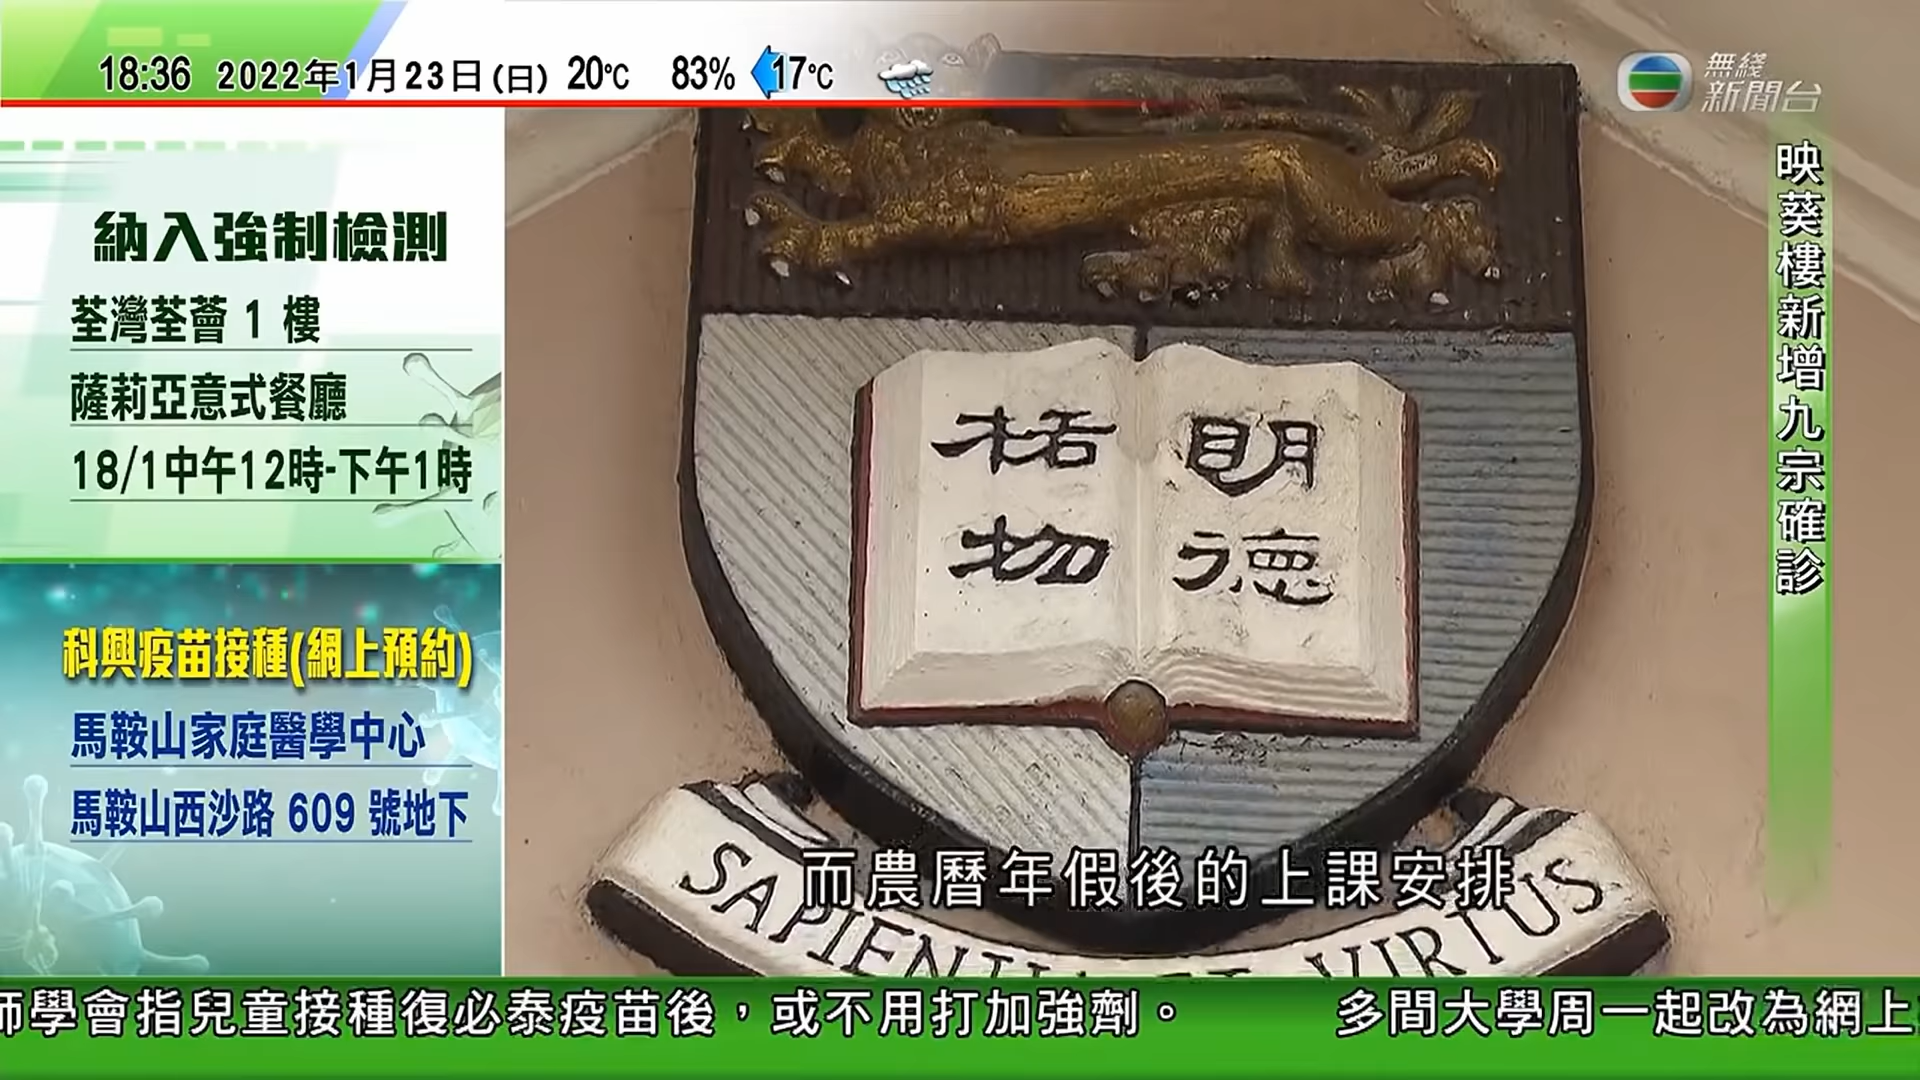 18:36 2022年1月23日(日) 20℃ 83% 17℃
無綫
新聞台
納入強制檢測
荃灣荃薈 1 樓
薩莉亞意式餐廳
18/1中午12時-下午1時
科興疫苗接種(網上預約)
馬鞍山家庭醫學中心
馬鞍山西沙路 609 號地下
映葵樓新增九宗確診
明德
格物
SAPIENTIA ET VIRTUS
而農曆年假後的上課安排
師學會指兒童接種復必泰疫苗後，或不用打加強劑。 多間大學周一起改為網上